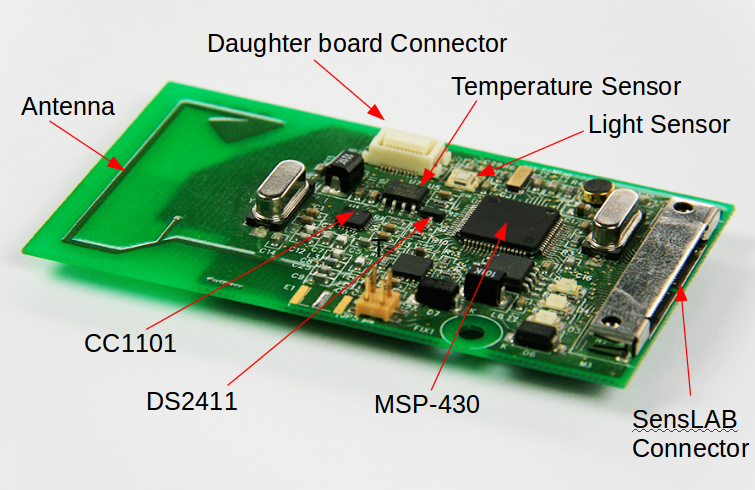 Daughter board Connector
Temperature Sensor
Antenna
Light Sensor
T
CC1101
DS2411
MSP-430
SensLAB
Connector